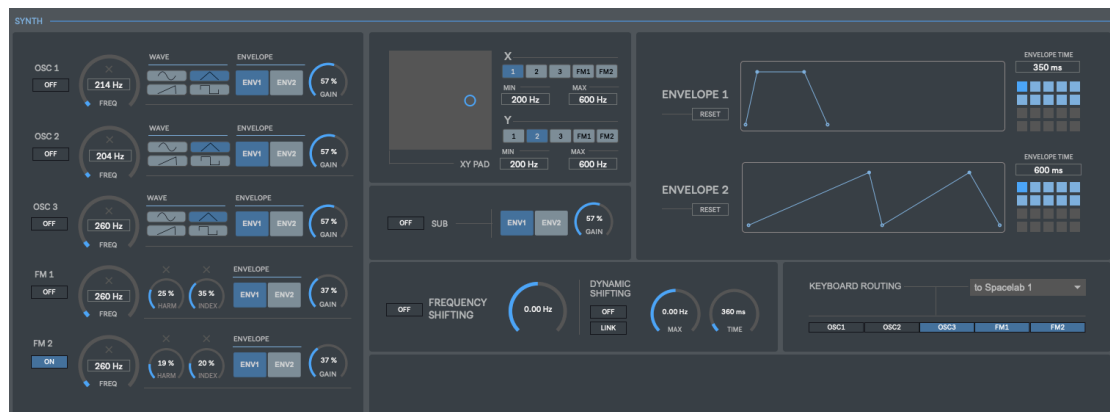 SYNTH
OSC 1
OFF
214 Hz
FREQ
WAVE
ENVELOPE
ENV1 ENV2
57 %
GAIN
OSC 2
OFF
204 Hz
FREQ
WAVE
ENVELOPE
ENV1 ENV2
57 %
GAIN
OSC 3
OFF
260 Hz
FREQ
WAVE
ENVELOPE
ENV1 ENV2
57 %
GAIN
FM 1
OFF
260 Hz
FREQ
25 %
HARM
35 %
INDEX
ENVELOPE
ENV1 ENV2
37 %
GAIN
FM 2
ON
260 Hz
FREQ
19 %
HARM
20 %
INDEX
ENVELOPE
ENV1 ENV2
37 %
GAIN
X
1 2 3 FM1 FM2
MIN MAX
200 Hz 600 Hz
Y
1 2 3 FM1 FM2
MIN MAX
XY PAD 200 Hz 600 Hz
OFF SUB
ENV1 ENV2
57 %
GAIN
ENVELOPE 1
RESET
ENVELOPE TIME
350 ms
ENVELOPE 2
RESET
ENVELOPE TIME
600 ms
OFF
FREQUENCY
SHIFTING
0.00 Hz
DYNAMIC
SHIFTING
OFF
LINK
0.00 Hz
MAX
360 ms
TIME
KEYBOARD ROUTING
to Spacelab 1
OSC1 OSC2 OSC3 FM1 FM2